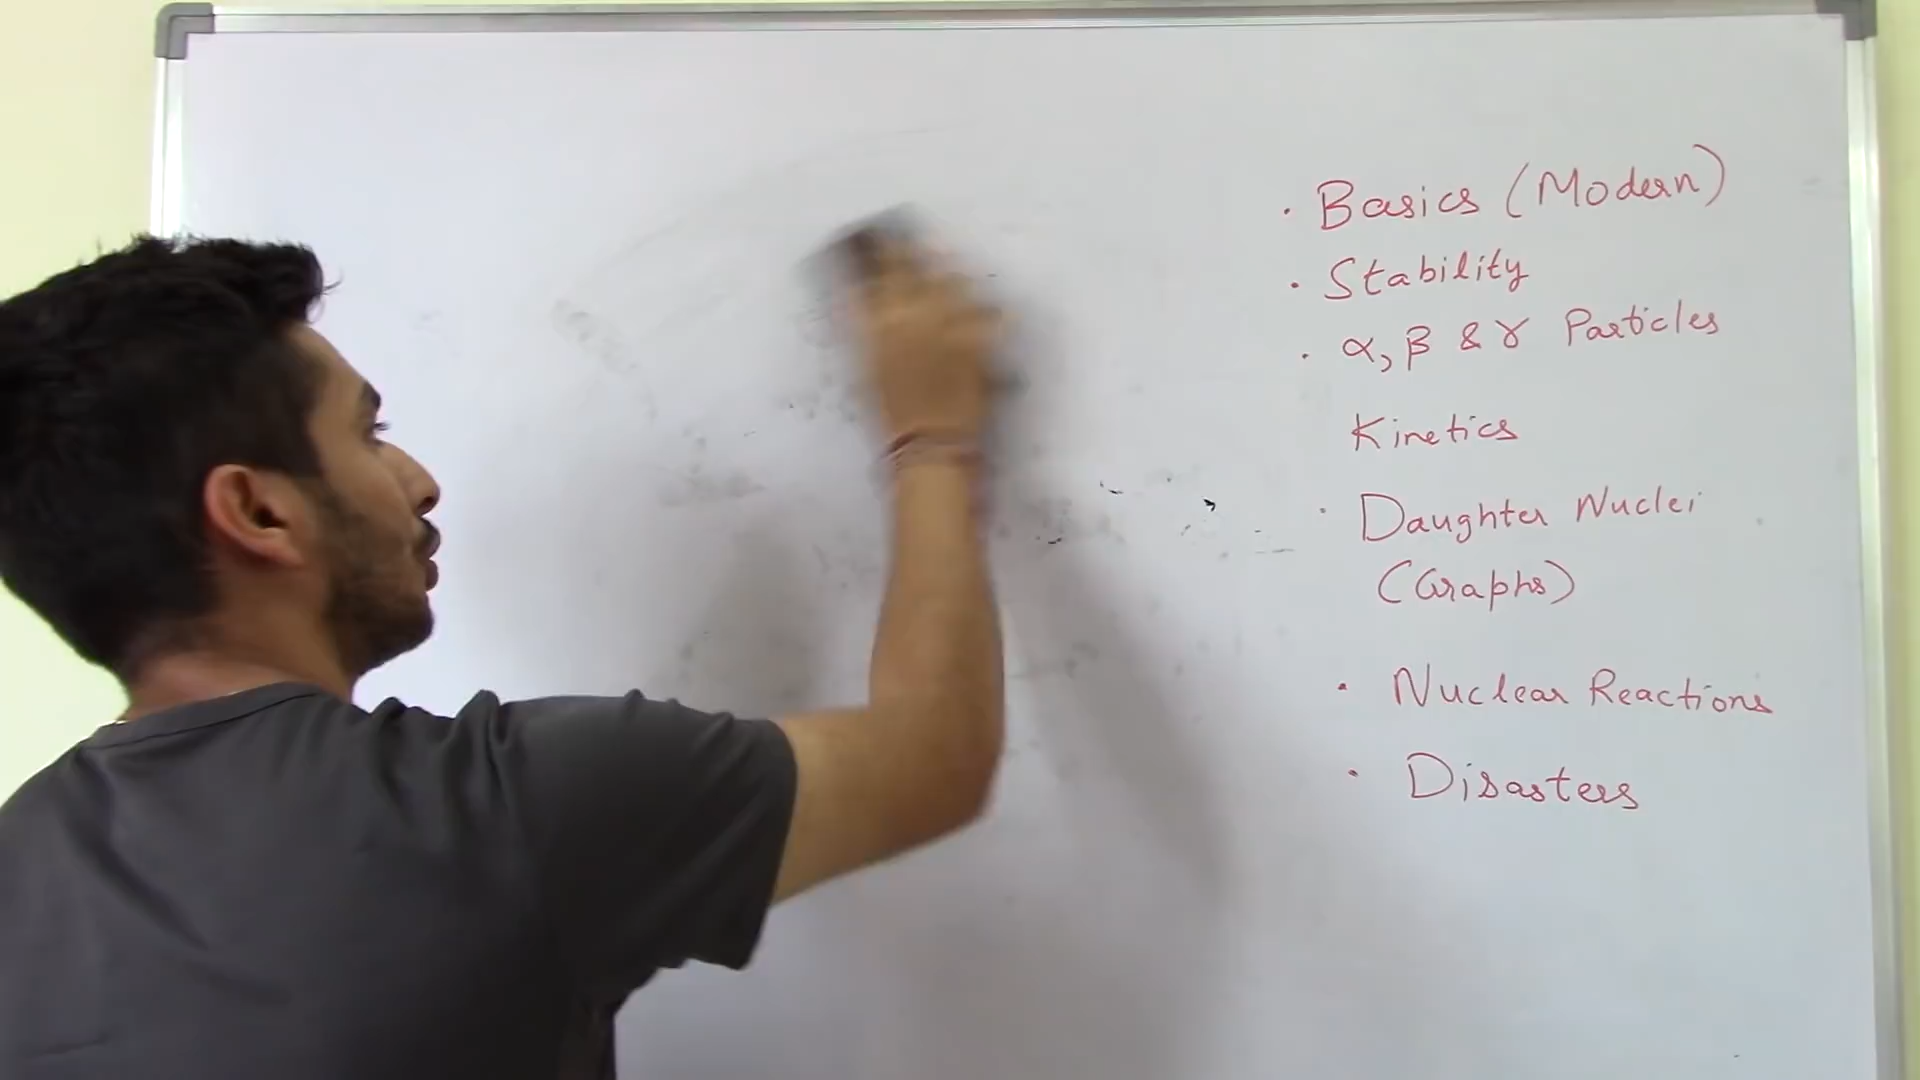 · Basics (Modern)
· Stability
· α, β & γ Particles
Kinetics
· Daughter Nuclei
(Graphs)
· Nuclear Reactions
· Disasters